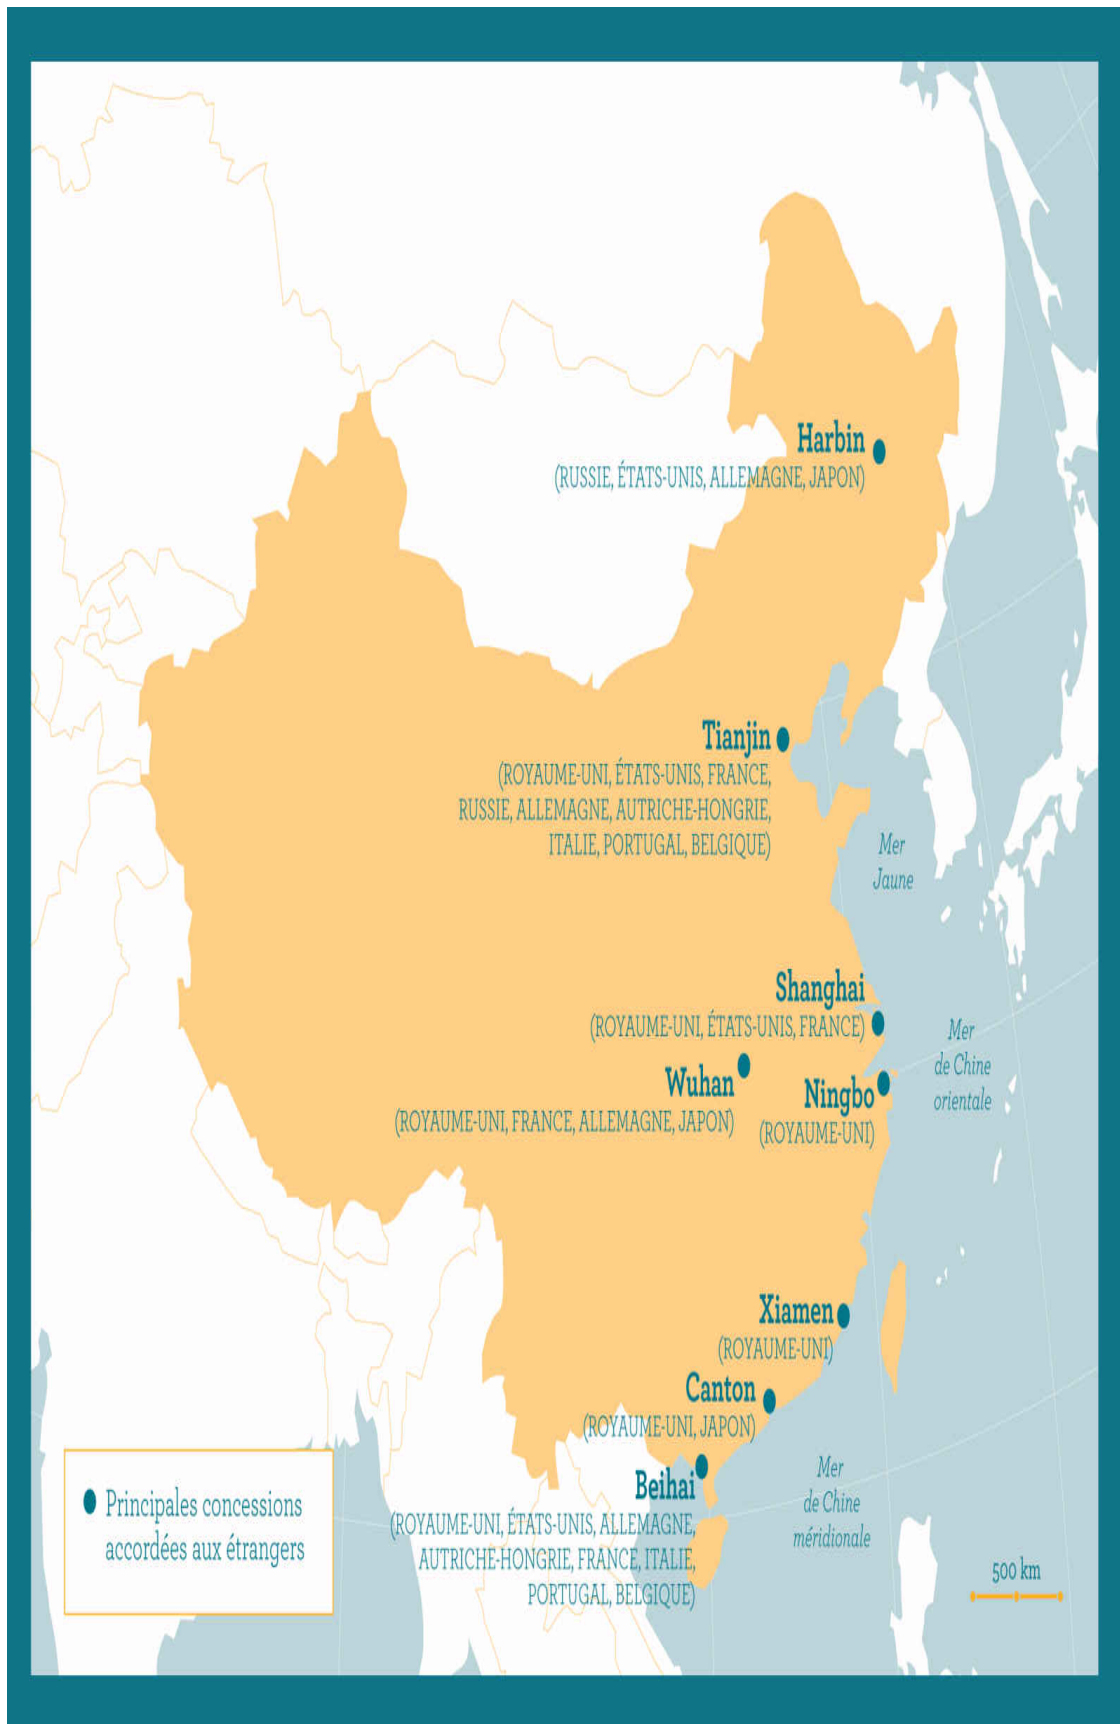 Harbin
(RUSSIE, ÉTATS-UNIS, ALLEMAGNE, JAPON)
Tianjin
(ROYAUME-UNI, ÉTATS-UNIS, FRANCE,
RUSSIE, ALLEMAGNE, AUTRICHE-HONGRIE,
ITALIE, PORTUGAL, BELGIQUE)
Mer
Jaune
Shanghai
(ROYAUME-UNI, ÉTATS-UNIS, FRANCE)
Mer
de Chine
orientale
Wuhan
(ROYAUME-UNI, FRANCE, ALLEMAGNE, JAPON)
Ningbo
(ROYAUME-UNI)
Xiamen
(ROYAUME-UNI)
Canton
(ROYAUME-UNI, JAPON)
Beihai
(ROYAUME-UNI, ÉTATS-UNIS, ALLEMAGNE,
AUTRICHE-HONGRIE, FRANCE, ITALIE,
PORTUGAL, BELGIQUE)
Mer
de Chine
méridionale
Principales concessions
accordées aux étrangers
500 km